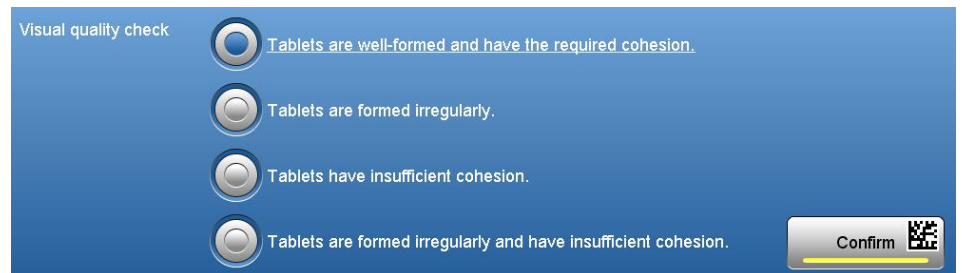 Visual quality check
Tablets are well-formed and have the required cohesion.
Tablets are formed irregularly.
Tablets have insufficient cohesion.
Tablets are formed irregularly and have insufficient cohesion.
Confirm